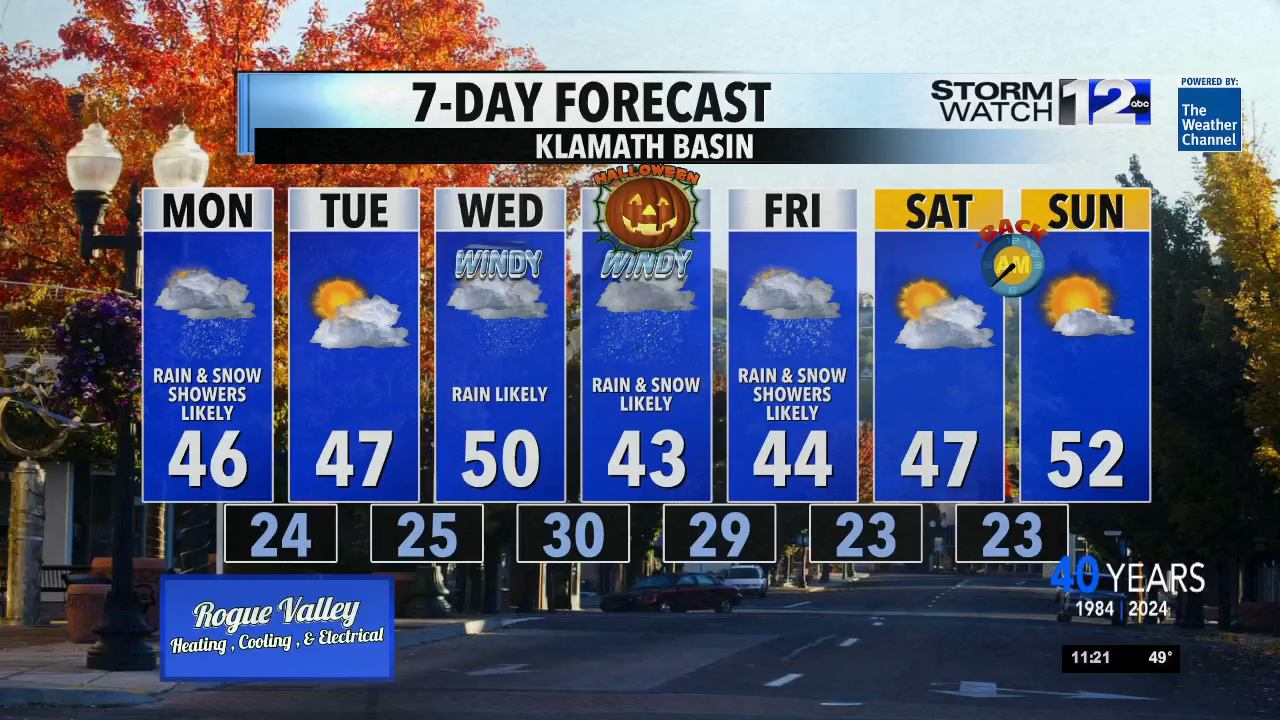 7-DAY FORECAST
KLAMATH BASIN
STORM
WATCH
12
abc
POWERED BY:
The
Weather
Channel
MON
TUE
WED
HALLOWEEN
FRI
SAT
SUN
BACK
AM
WINDY
WINDY
RAIN & SNOW
SHOWERS
LIKELY
RAIN LIKELY
RAIN & SNOW
LIKELY
RAIN & SNOW
SHOWERS
LIKELY
46
47
50
43
44
47
52
24
25
30
29
23
23
Rogue Valley
Heating , Cooling , & Electrical
40 YEARS
1984 | 2024
11:21 49°